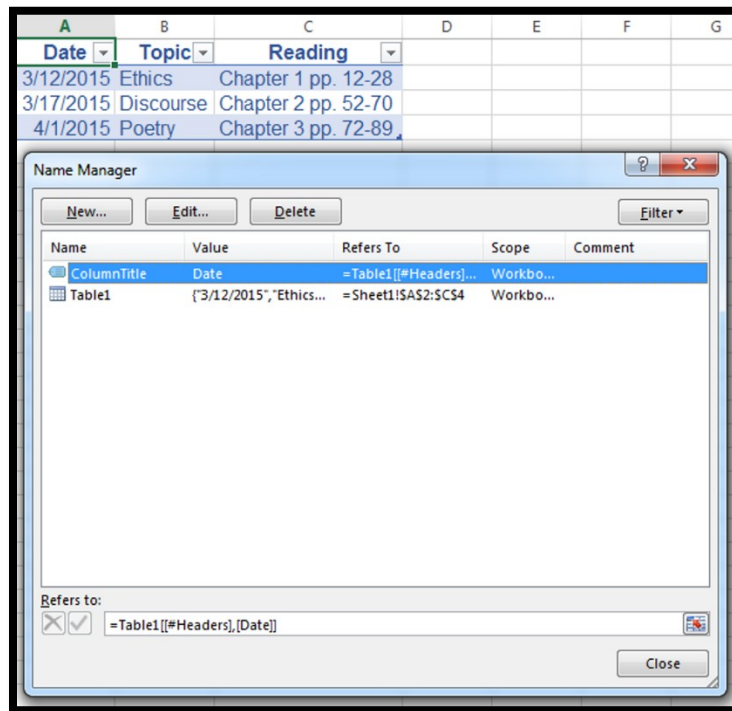 A B C D E F G
Date Topic Reading
3/12/2015 Ethics Chapter 1 pp. 12-28
3/17/2015 Discourse Chapter 2 pp. 52-70
4/1/2015 Poetry Chapter 3 pp. 72-89
Name Manager ? X
New... Edit... Delete Filter
Name Value Refers To Scope Comment
ColumnTitle Date =Table1[[#Headers]... Workbo...
Table1 {"3/12/2015","Ethics... =Sheet1!$A$2:$C$4 Workbo...
Refers to:
=Table1[[#Headers],[Date]]
Close